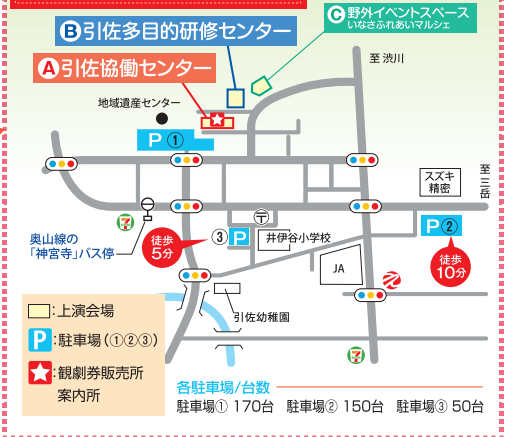 C 野外イベントスペース
いなさふれあいマルシェ
B 引佐多目的研修センター
A 引佐協働センター
至 渋川
地域遺産センター
P ①
スズキ
精密
至 三岳
7
奥山線の
「神宮寺」バス停
徒歩
5分
③ P
〒
井伊谷小学校
P ②
徒歩
10分
JA
引佐幼稚園
7
：上演会場
P：駐車場（①②③）
：観劇券販売所
案内所
各駐車場/台数
駐車場① 170台 駐車場② 150台 駐車場③ 50台